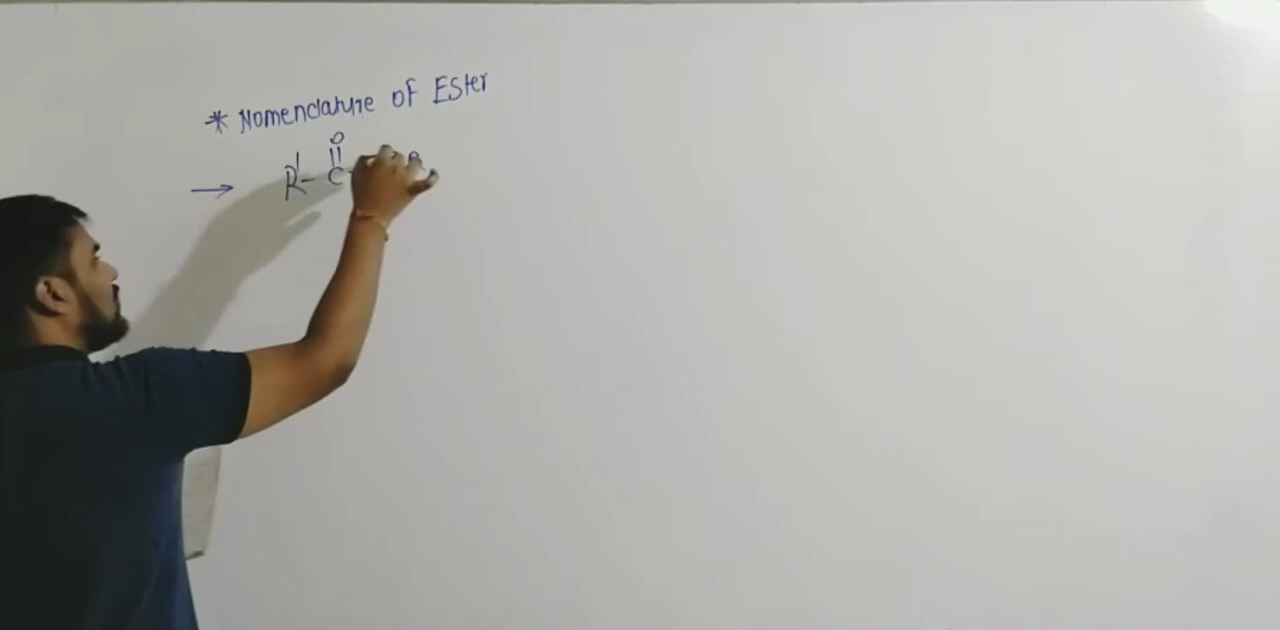 * Nomenclature of Ester
→ R' - C - R
O
||